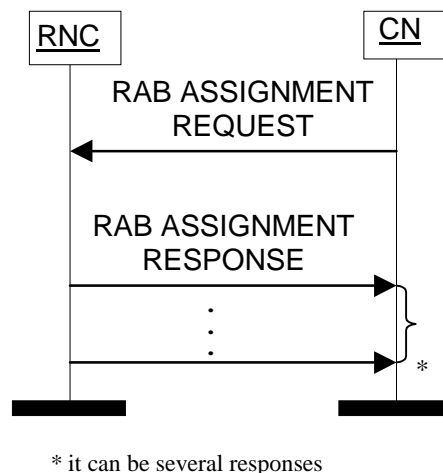 RNC
CN
RAB ASSIGNMENT
REQUEST
RAB ASSIGNMENT
RESPONSE
*
* it can be several responses